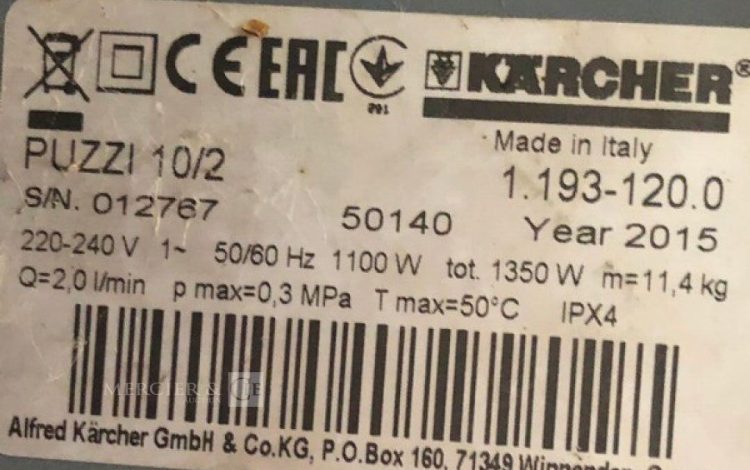 CE EAC KÄRCHER®
Made in Italy
PUZZI 10/2
1.193-120.0
S/N. 012767 50140 Year 2015
220-240 V 1~ 50/60 Hz 1100 W tot. 1350 W m=11,4 kg
Q=2,0 l/min p max=0,3 MPa T max=50°C IPX4
MERCIER & CIE
Alfred Kärcher GmbH & Co.KG, P.O.Box 160, 71349